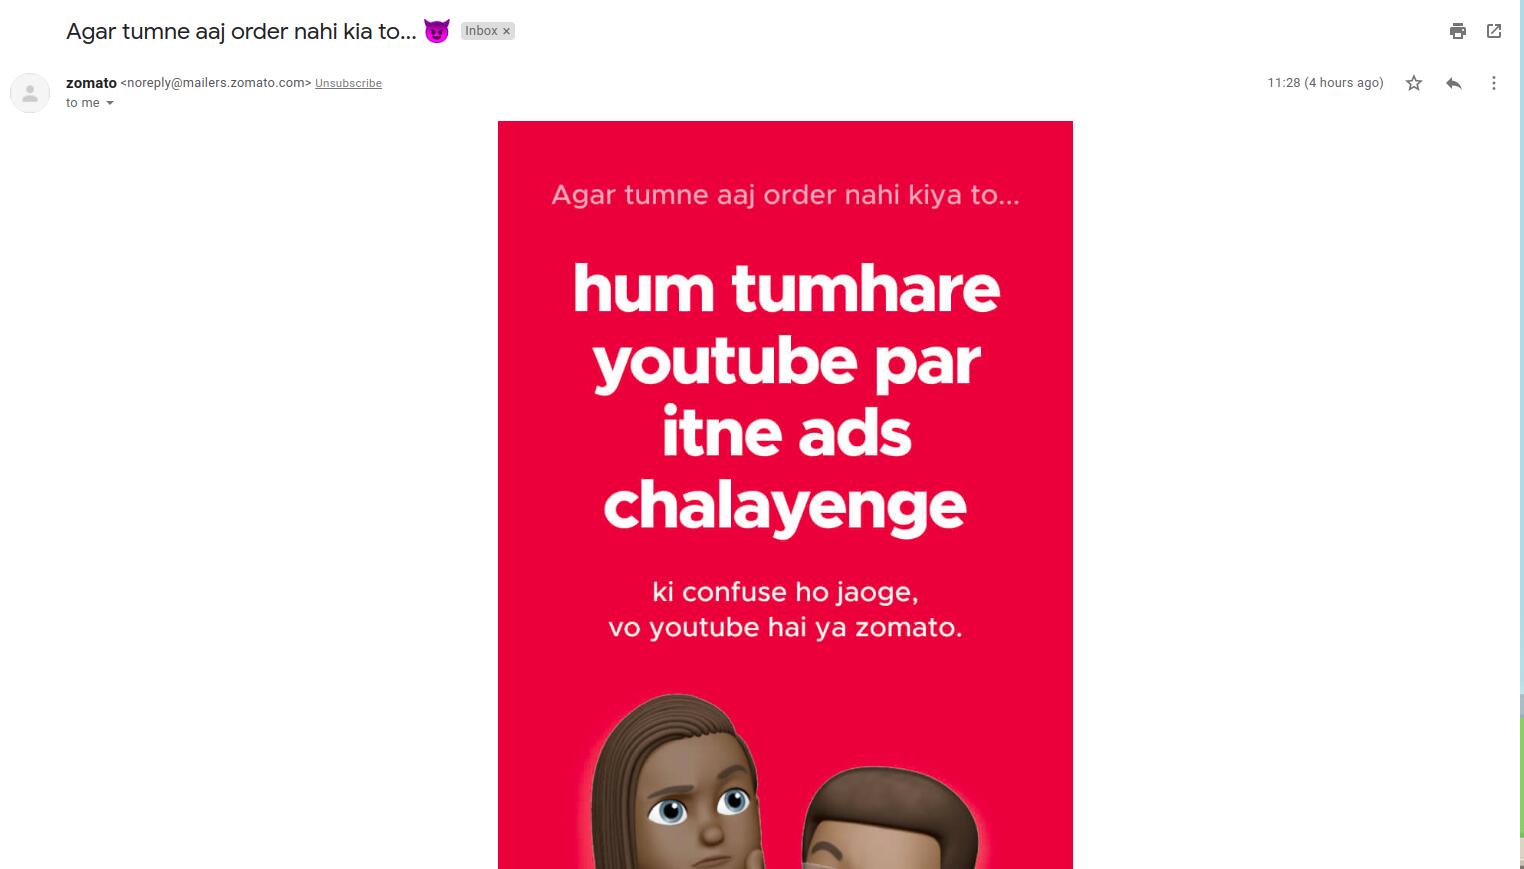 Agar tumne aaj order nahi kia to... 😈 Inbox ×
zomato <noreply@mailers.zomato.com> Unsubscribe 11:28 (4 hours ago)
to me
Agar tumne aaj order nahi kiya to...
hum tumhare
youtube par
itne ads
chalayenge
ki confuse ho jaoge,
vo youtube hai ya zomato.